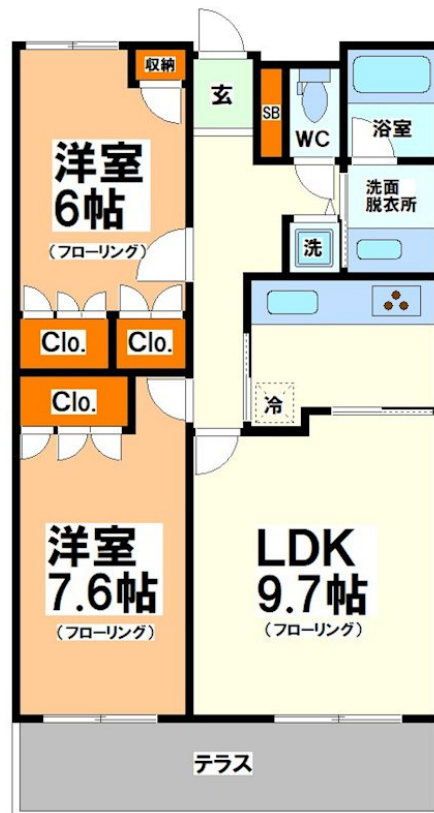 収納
玄
SB
WC
浴室
洋室
6帖
(フローリング)
洗面
脱衣所
洗
Clo.
Clo.
Clo.
冷
洋室
7.6帖
(フローリング)
LDK
9.7帖
(フローリング)
テラス